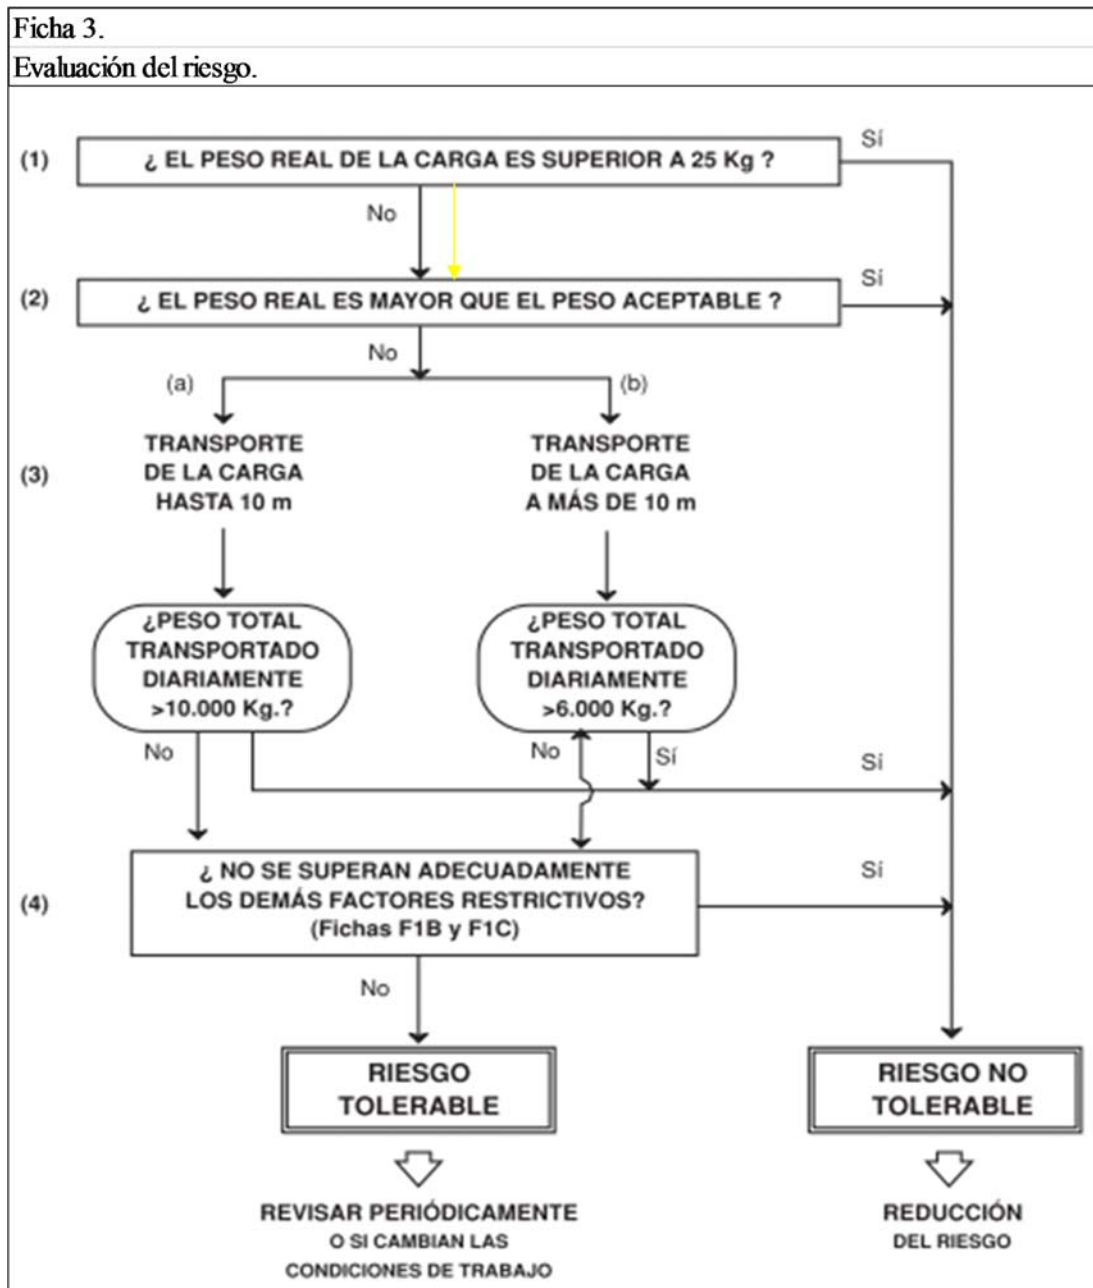 Ficha 3.
Evaluación del riesgo.
Sí
(1)
¿ EL PESO REAL DE LA CARGA ES SUPERIOR A 25 Kg ?
No
Sí
(2)
¿ EL PESO REAL ES MAYOR QUE EL PESO ACEPTABLE ?
No
(a)
(b)
(3)
TRANSPORTE
DE LA CARGA
HASTA 10 m
TRANSPORTE
DE LA CARGA
A MÁS DE 10 m
¿PESO TOTAL
TRANSPORTADO
DIARIAMENTE
>10.000 Kg.?
¿PESO TOTAL
TRANSPORTADO
DIARIAMENTE
>6.000 Kg.?
No
No
Sí
Sí
(4)
¿ NO SE SUPERAN ADECUADAMENTE
LOS DEMÁS FACTORES RESTRICTIVOS?
(Fichas F1B y F1C)
Sí
No
RIESGO
TOLERABLE
RIESGO NO
TOLERABLE
REVISAR PERIÓDICAMENTE
O SI CAMBIAN LAS
CONDICIONES DE TRABAJO
REDUCCIÓN
DEL RIESGO